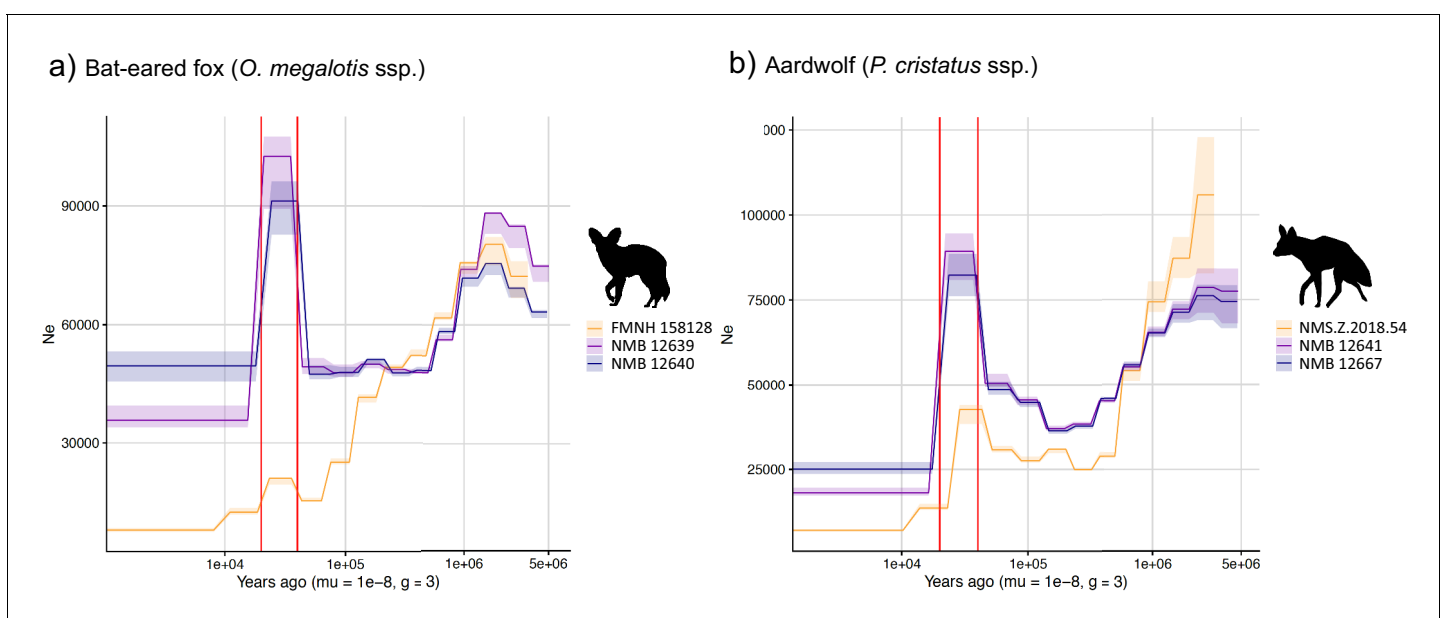 a) Bat-eared fox (O. megalotis ssp.)
90000
60000
30000
Ne
1e+04 1e+05 1e+06 5e+06
Years ago (mu = 1e−8, g = 3)
FMNH 158128
NMB 12639
NMB 12640
b) Aardwolf (P. cristatus ssp.)
000
100000
75000
50000
25000
Ne
1e+04 1e+05 1e+06 5e+06
Years ago (mu = 1e−8, g = 3)
NMS.Z.2018.54
NMB 12641
NMB 12667